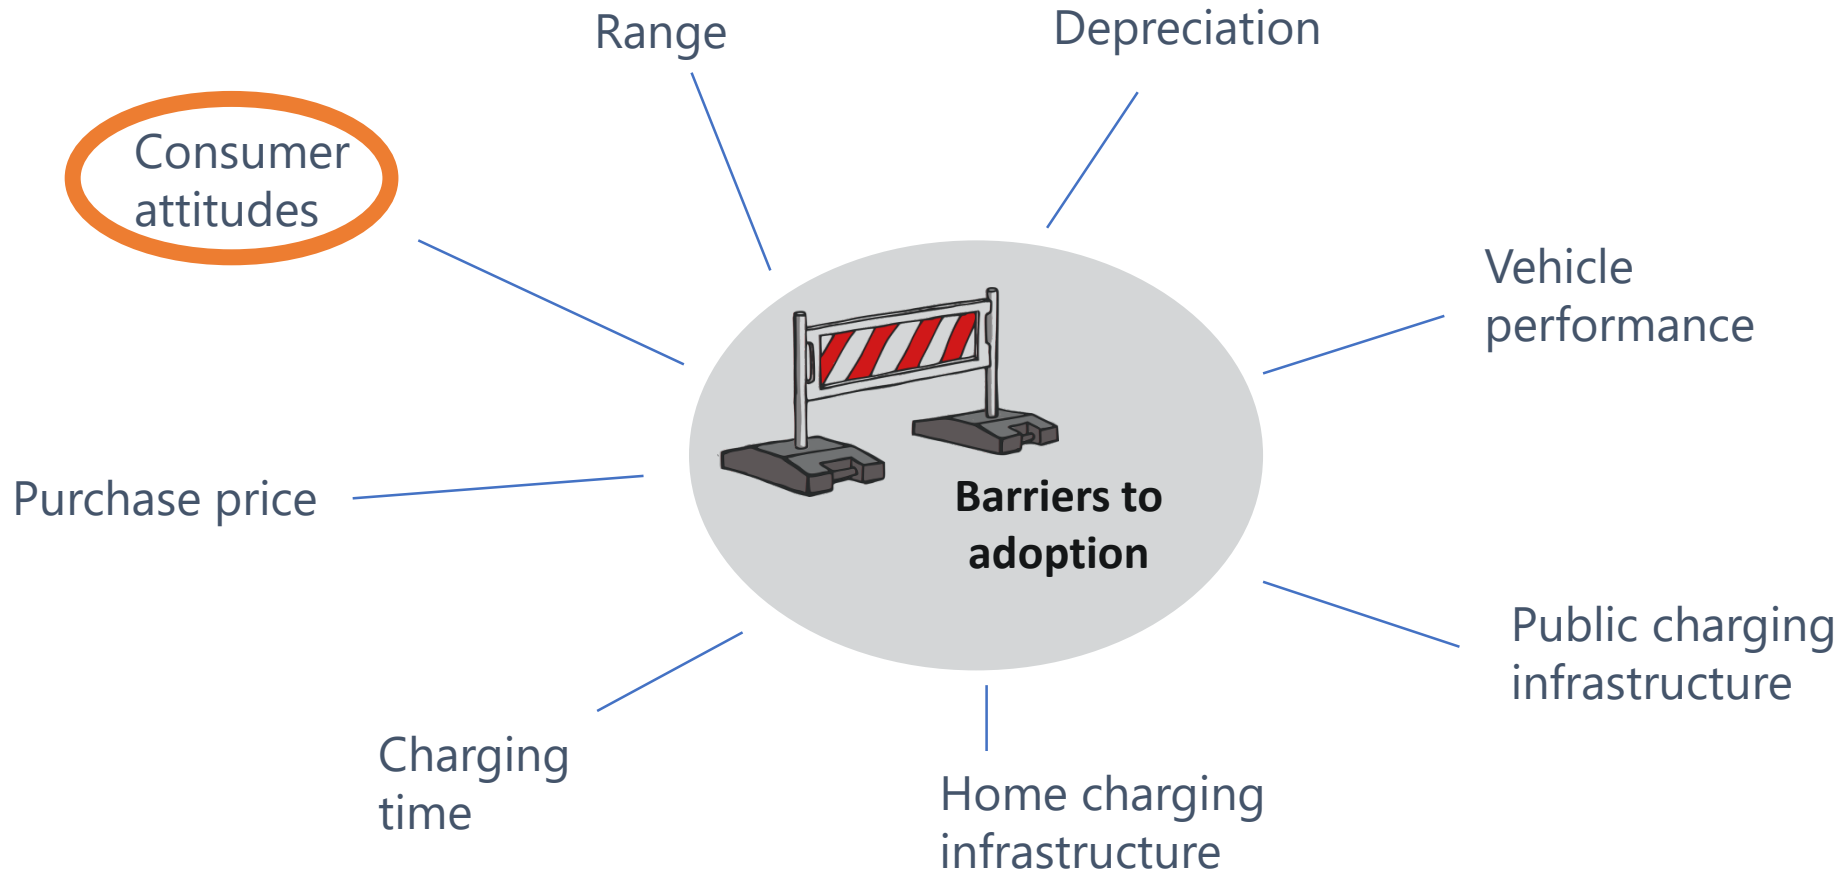 Range
Depreciation
Consumer
attitudes
Vehicle
performance
Purchase price
Barriers to
adoption
Public charging
infrastructure
Charging
time
Home charging
infrastructure